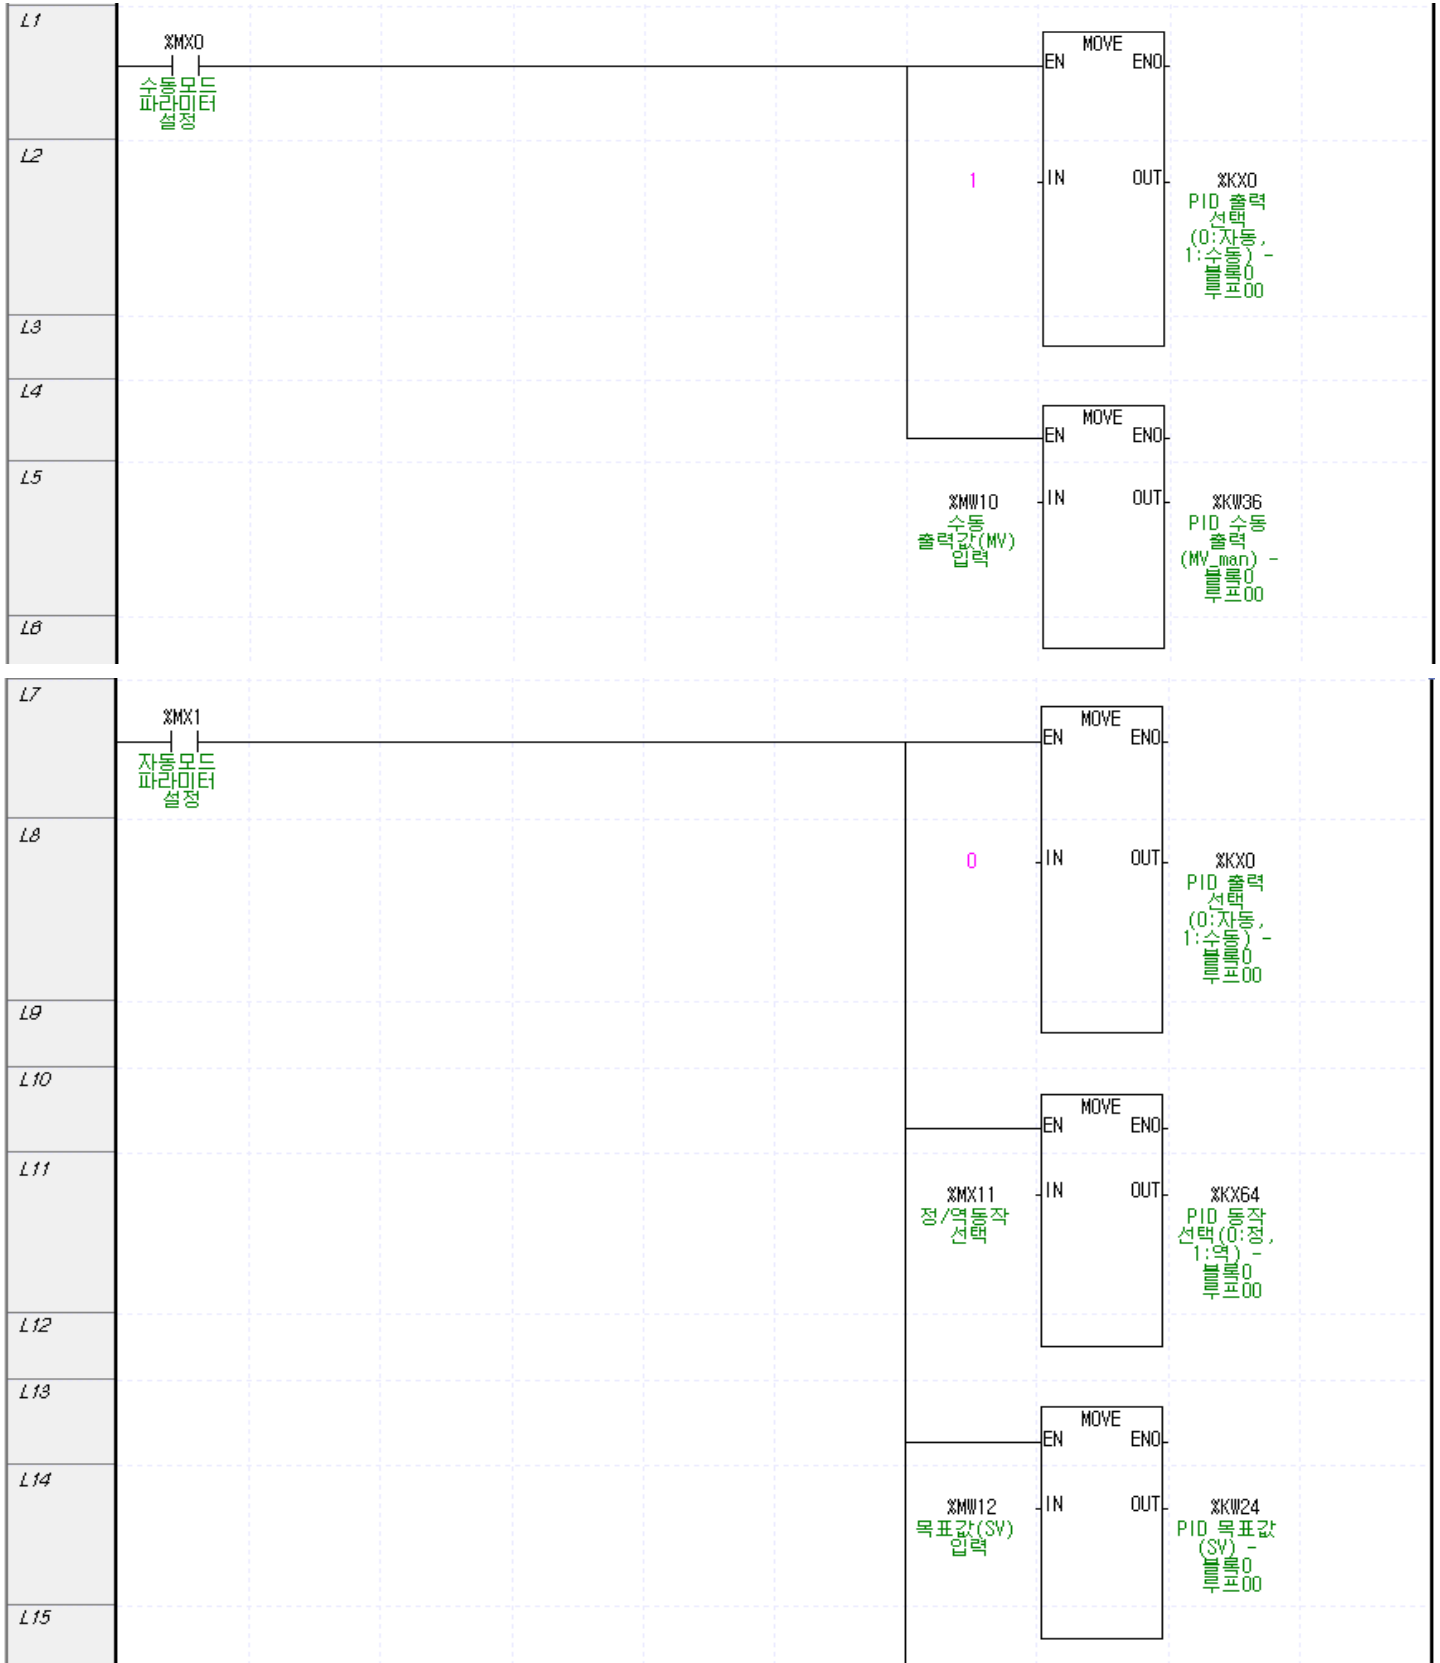 L1
%MX0
수동모드
파라미터
설정
MOVE
EN ENO
L2
1
IN OUT
%KX0
PID 출력
선택
(0:자동,
1:수동) -
블록0
루프00
L3
L4
MOVE
EN ENO
L5
%MW10
수동
출력값(MV)
입력
IN OUT
%KW36
PID 수동
출력
(MV_man) -
블록0
루프00
L6
L7
%MX1
자동모드
파라미터
설정
MOVE
EN ENO
L8
0
IN OUT
%KX0
PID 출력
선택
(0:자동,
1:수동) -
블록0
루프00
L9
L10
MOVE
EN ENO
L11
%MX11
정/역동작
선택
IN OUT
%KX64
PID 동작
선택(0:정,
1:역) -
블록0
루프00
L12
L13
MOVE
EN ENO
L14
%MW12
목표값(SV)
입력
IN OUT
%KW24
PID 목표값
(SV) -
블록0
루프00
L15